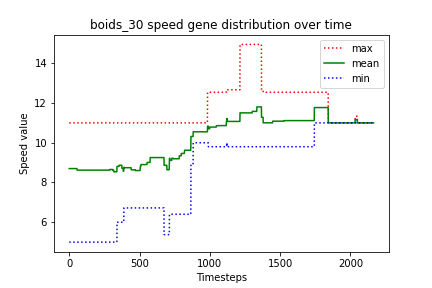 boids_30 speed gene distribution over time
max
mean
min
Speed value
14
12
10
8
6
0
500
1000
1500
2000
Timesteps